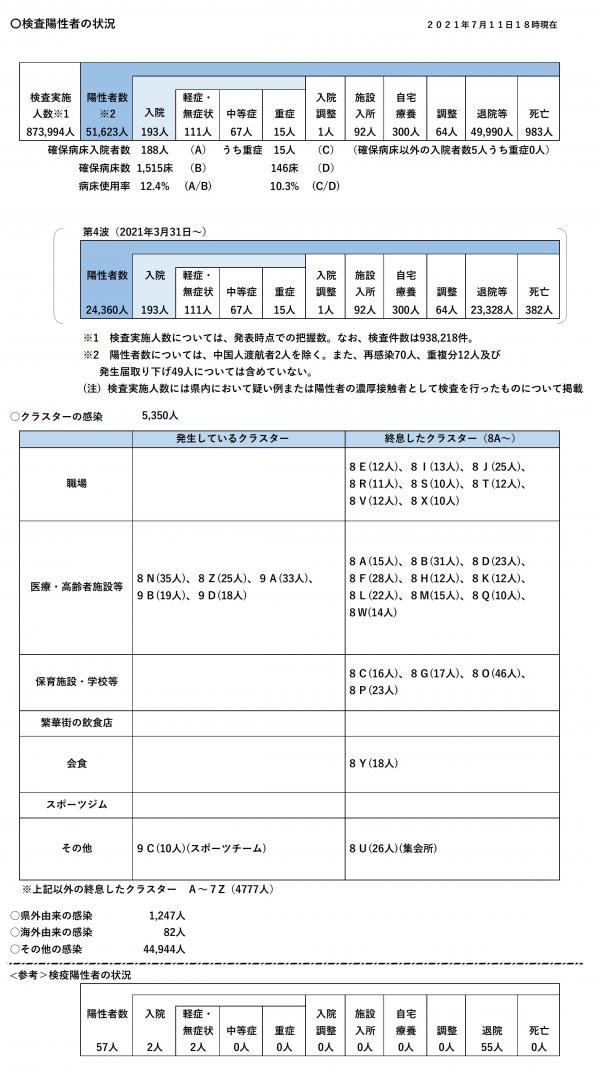 ○検査陽性者の状況
２０２１年７月１１日１８時現在
検査実施人数※1 陽性者数※2 入院 軽症・無症状 中等症 重症 入院調整 施設入所 自宅療養 調整 退院等 死亡
873,994人 51,623人 193人 111人 67人 15人 1人 92人 300人 64人 49,990人 983人
確保病床入院者数 188人 (A) うち重症 15人 (C) （確保病床以外の入院者数5人うち重症0人）
確保病床数 1,515床 (B) 146床 (D)
病床使用率 12.4% (A/B) 10.3% (C/D)
第4波（2021年3月31日～）
陽性者数 入院 軽症・無症状 中等症 重症 入院調整 施設入所 自宅療養 調整 退院等 死亡
24,360人 193人 111人 67人 15人 1人 92人 300人 64人 23,328人 382人
※1　検査実施人数については、発表時点での把握数。なお、検査件数は938,218件。
※2　陽性者数については、中国人渡航者2人を除く。また、再感染70人、重複分12人及び
発生届取り下げ49人については含めていない。
(注）検査実施人数には県内において疑い例または陽性者の濃厚接触者として検査を行ったものについて掲載
○クラスターの感染 5,350人
発生しているクラスター 終息したクラスター（8A～）
職場
８Ｅ(12人)、８Ｉ(13人)、８Ｊ(25人)、
８Ｒ(11人)、８Ｓ(10人)、８Ｔ(12人)、
８Ｖ(12人)、８Ｘ(10人)
医療・高齢者施設等
８Ｎ(35人)、８Ｚ(25人)、９Ａ(33人)、
９Ｂ(19人)、９Ｄ(18人)
８Ａ(15人)、８Ｂ(31人)、８Ｄ(23人)、
８Ｆ(28人)、８Ｈ(12人)、８Ｋ(12人)、
８Ｌ(22人)、８Ｍ(15人)、８Ｑ(10人)、
８Ｗ(14人)
保育施設・学校等
８Ｃ(16人)、８Ｇ(17人)、８Ｏ(46人)、
８Ｐ(23人)
繁華街の飲食店
会食 ８Ｙ(18人)
スポーツジム
その他 ９Ｃ(10人)(スポーツチーム) ８Ｕ(26人)(集会所)
※上記以外の終息したクラスター　Ａ～７Ｚ（4777人）
○県外由来の感染 1,247人
○海外由来の感染 82人
○その他の感染 44,944人
<参考＞検疫陽性者の状況
陽性者数 入院 軽症・無症状 中等症 重症 入院調整 施設入所 自宅療養 調整 退院 死亡
57人 2人 2人 0人 0人 0人 0人 0人 0人 55人 0人